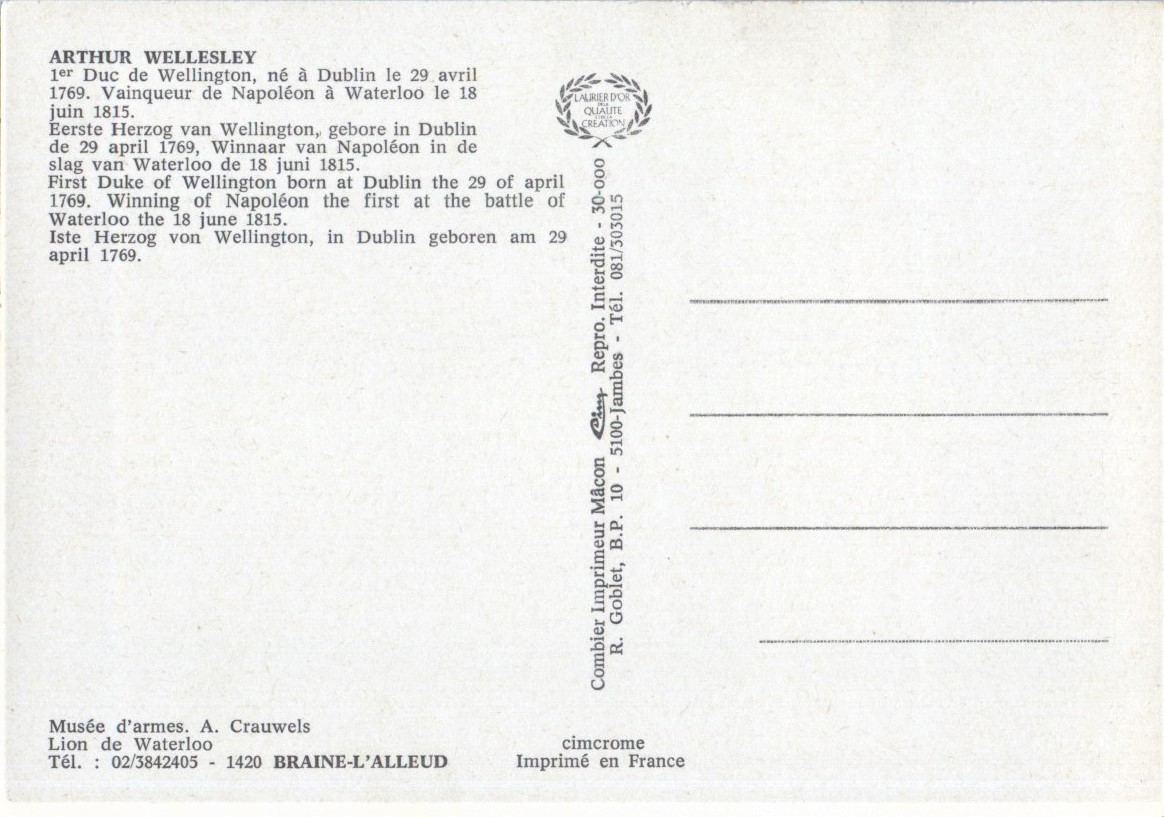 ARTHUR WELLESLEY
1er Duc de Wellington, né à Dublin le 29 avril
1769. Vainqueur de Napoléon à Waterloo le 18
juin 1815.
Eerste Herzog van Wellington, gebore in Dublin
de 29 april 1769, Winnaar van Napoléon in de
slag van Waterloo de 18 juni 1815.
First Duke of Wellington born at Dublin the 29 of april
1769. Winning of Napoléon the first at the battle of
Waterloo the 18 june 1815.
Iste Herzog von Wellington, in Dublin geboren am 29
april 1769.
LAURIER D'OR
DE LA
QUALITE
ET DE LA
CREATION
Combier Imprimeur Mâcon Cim Repro. Interdite - 30-000
R. Goblet, B.P. 10 - 5100-Jambes - Tél. 081/303015
Musée d'armes. A. Crauwels
Lion de Waterloo
Tél. : 02/3842405 - 1420 BRAINE-L'ALLEUD
cimcrome
Imprimé en France